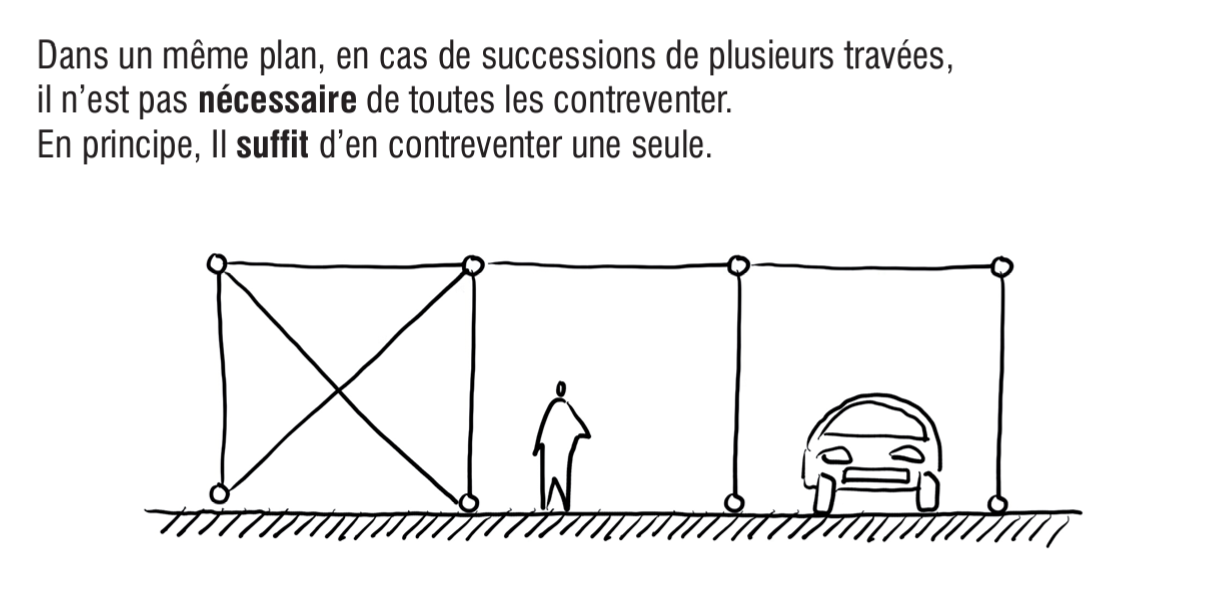 Dans un même plan, en cas de successions de plusieurs travées,
il n’est pas nécessaire de toutes les contreventer.
En principe, Il suffit d’en contreventer une seule.